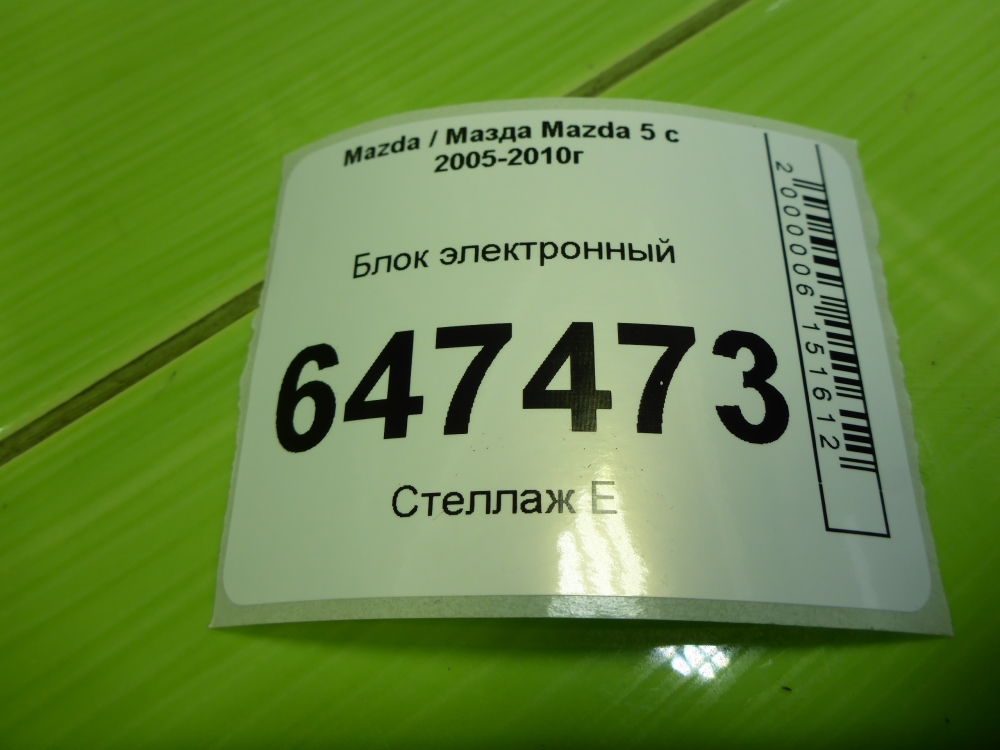 Mazda / Мазда Mazda 5 с
2005-2010г
Блок электронный
647473
Стеллаж Е
2000006151612